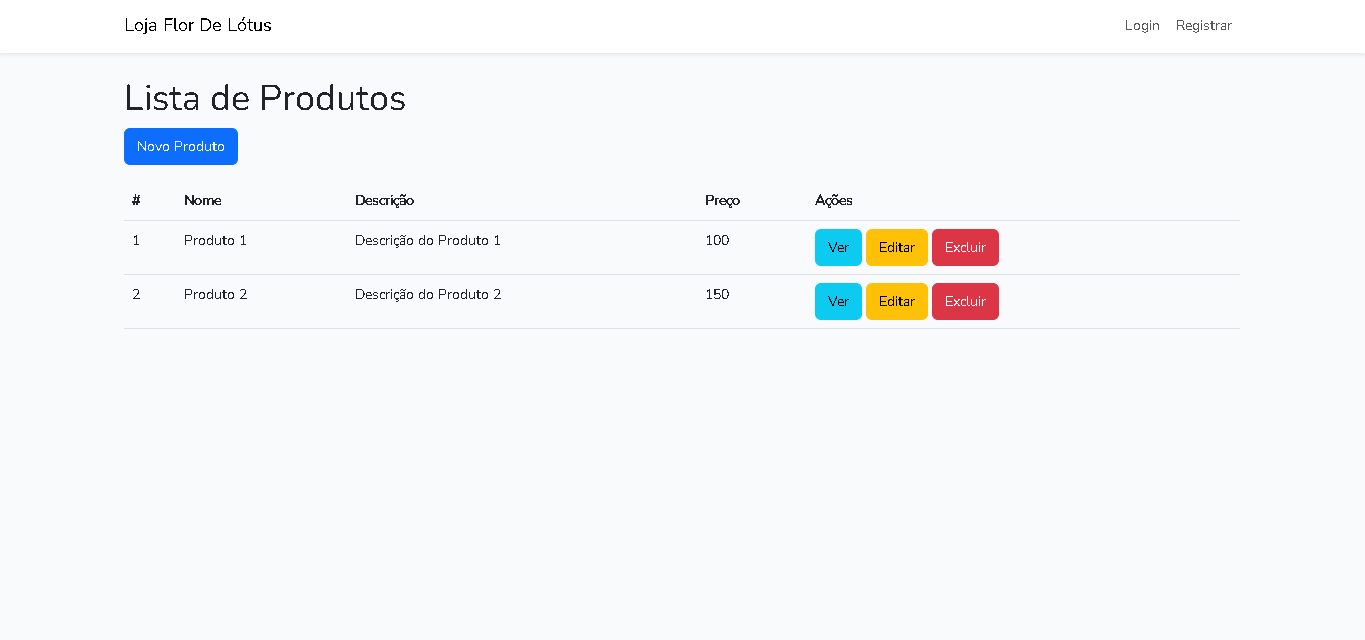 Loja Flor De Lótus Login Registrar
Lista de Produtos
Novo Produto
# Nome Descrição Preço Ações
1 Produto 1 Descrição do Produto 1 100 Ver Editar Excluir
2 Produto 2 Descrição do Produto 2 150 Ver Editar Excluir